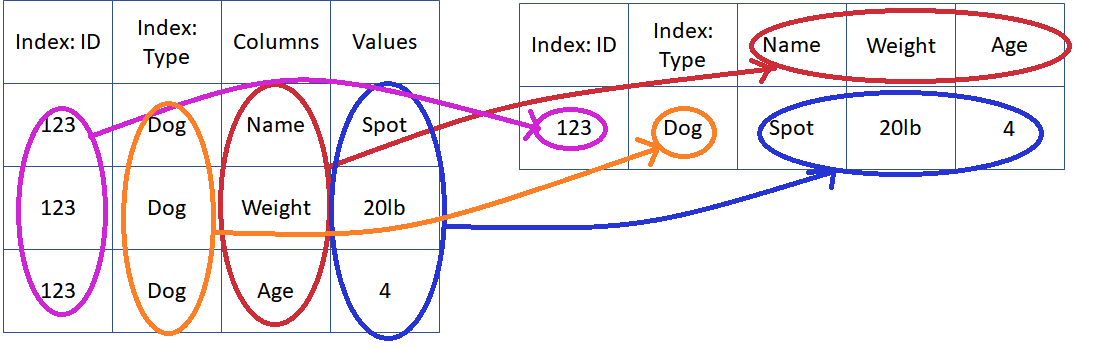 Index: ID
Index:
Type
Columns
Values
123
Dog
Name
Spot
123
Dog
Weight
20lb
123
Dog
Age
4
Index: ID
Index:
Type
Name
Weight
Age
123
Dog
Spot
20lb
4